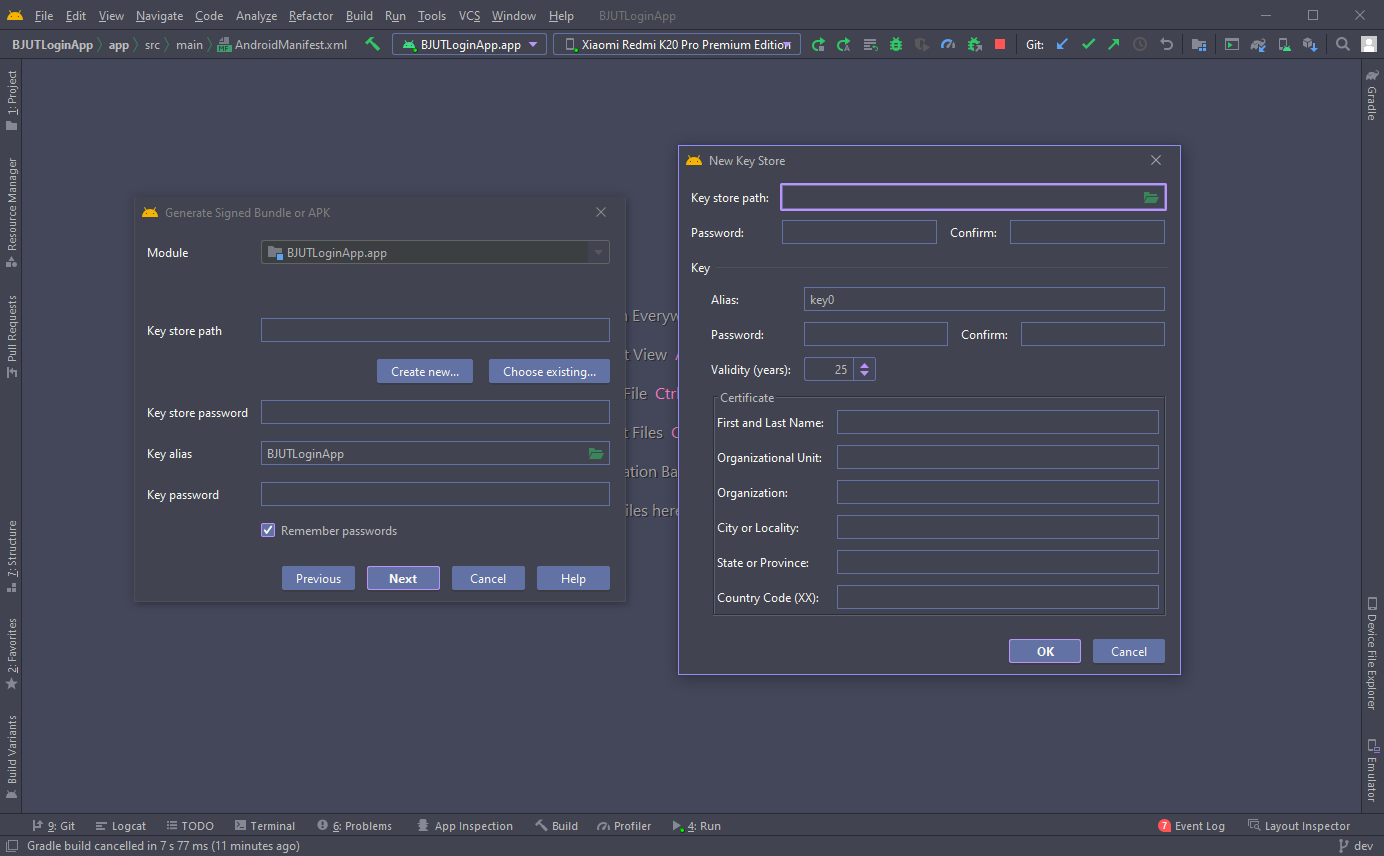 File Edit View Navigate Code Analyze Refactor Build Run Tools VCS Window Help BJUTLoginApp
BJUTLoginApp app src main AndroidManifest.xml BJUTLoginApp.app Xiaomi Redmi K20 Pro Premium Edition Git:
1: Project
Resource Manager
Pull Requests
7: Structure
2: Favorites
Build Variants
Generate Signed Bundle or APK
Module BJUTLoginApp.app
Key store path
Create new... Choose existing...
Key store password
Key alias BJUTLoginApp
Key password
Remember passwords
Previous Next Cancel Help
t View
File Ctr
t Files
ation Ba
iles here
New Key Store
Key store path:
Password: Confirm:
Key
Alias: key0
Password: Confirm:
Validity (years): 25
Certificate
First and Last Name:
Organizational Unit:
Organization:
City or Locality:
State or Province:
Country Code (XX):
OK Cancel
Gradle
Device File Explorer
Emulator
9: Git Logcat TODO Terminal 6: Problems App Inspection Build Profiler 4: Run 7 Event Log Layout Inspector
Gradle build cancelled in 7 s 77 ms (11 minutes ago) dev